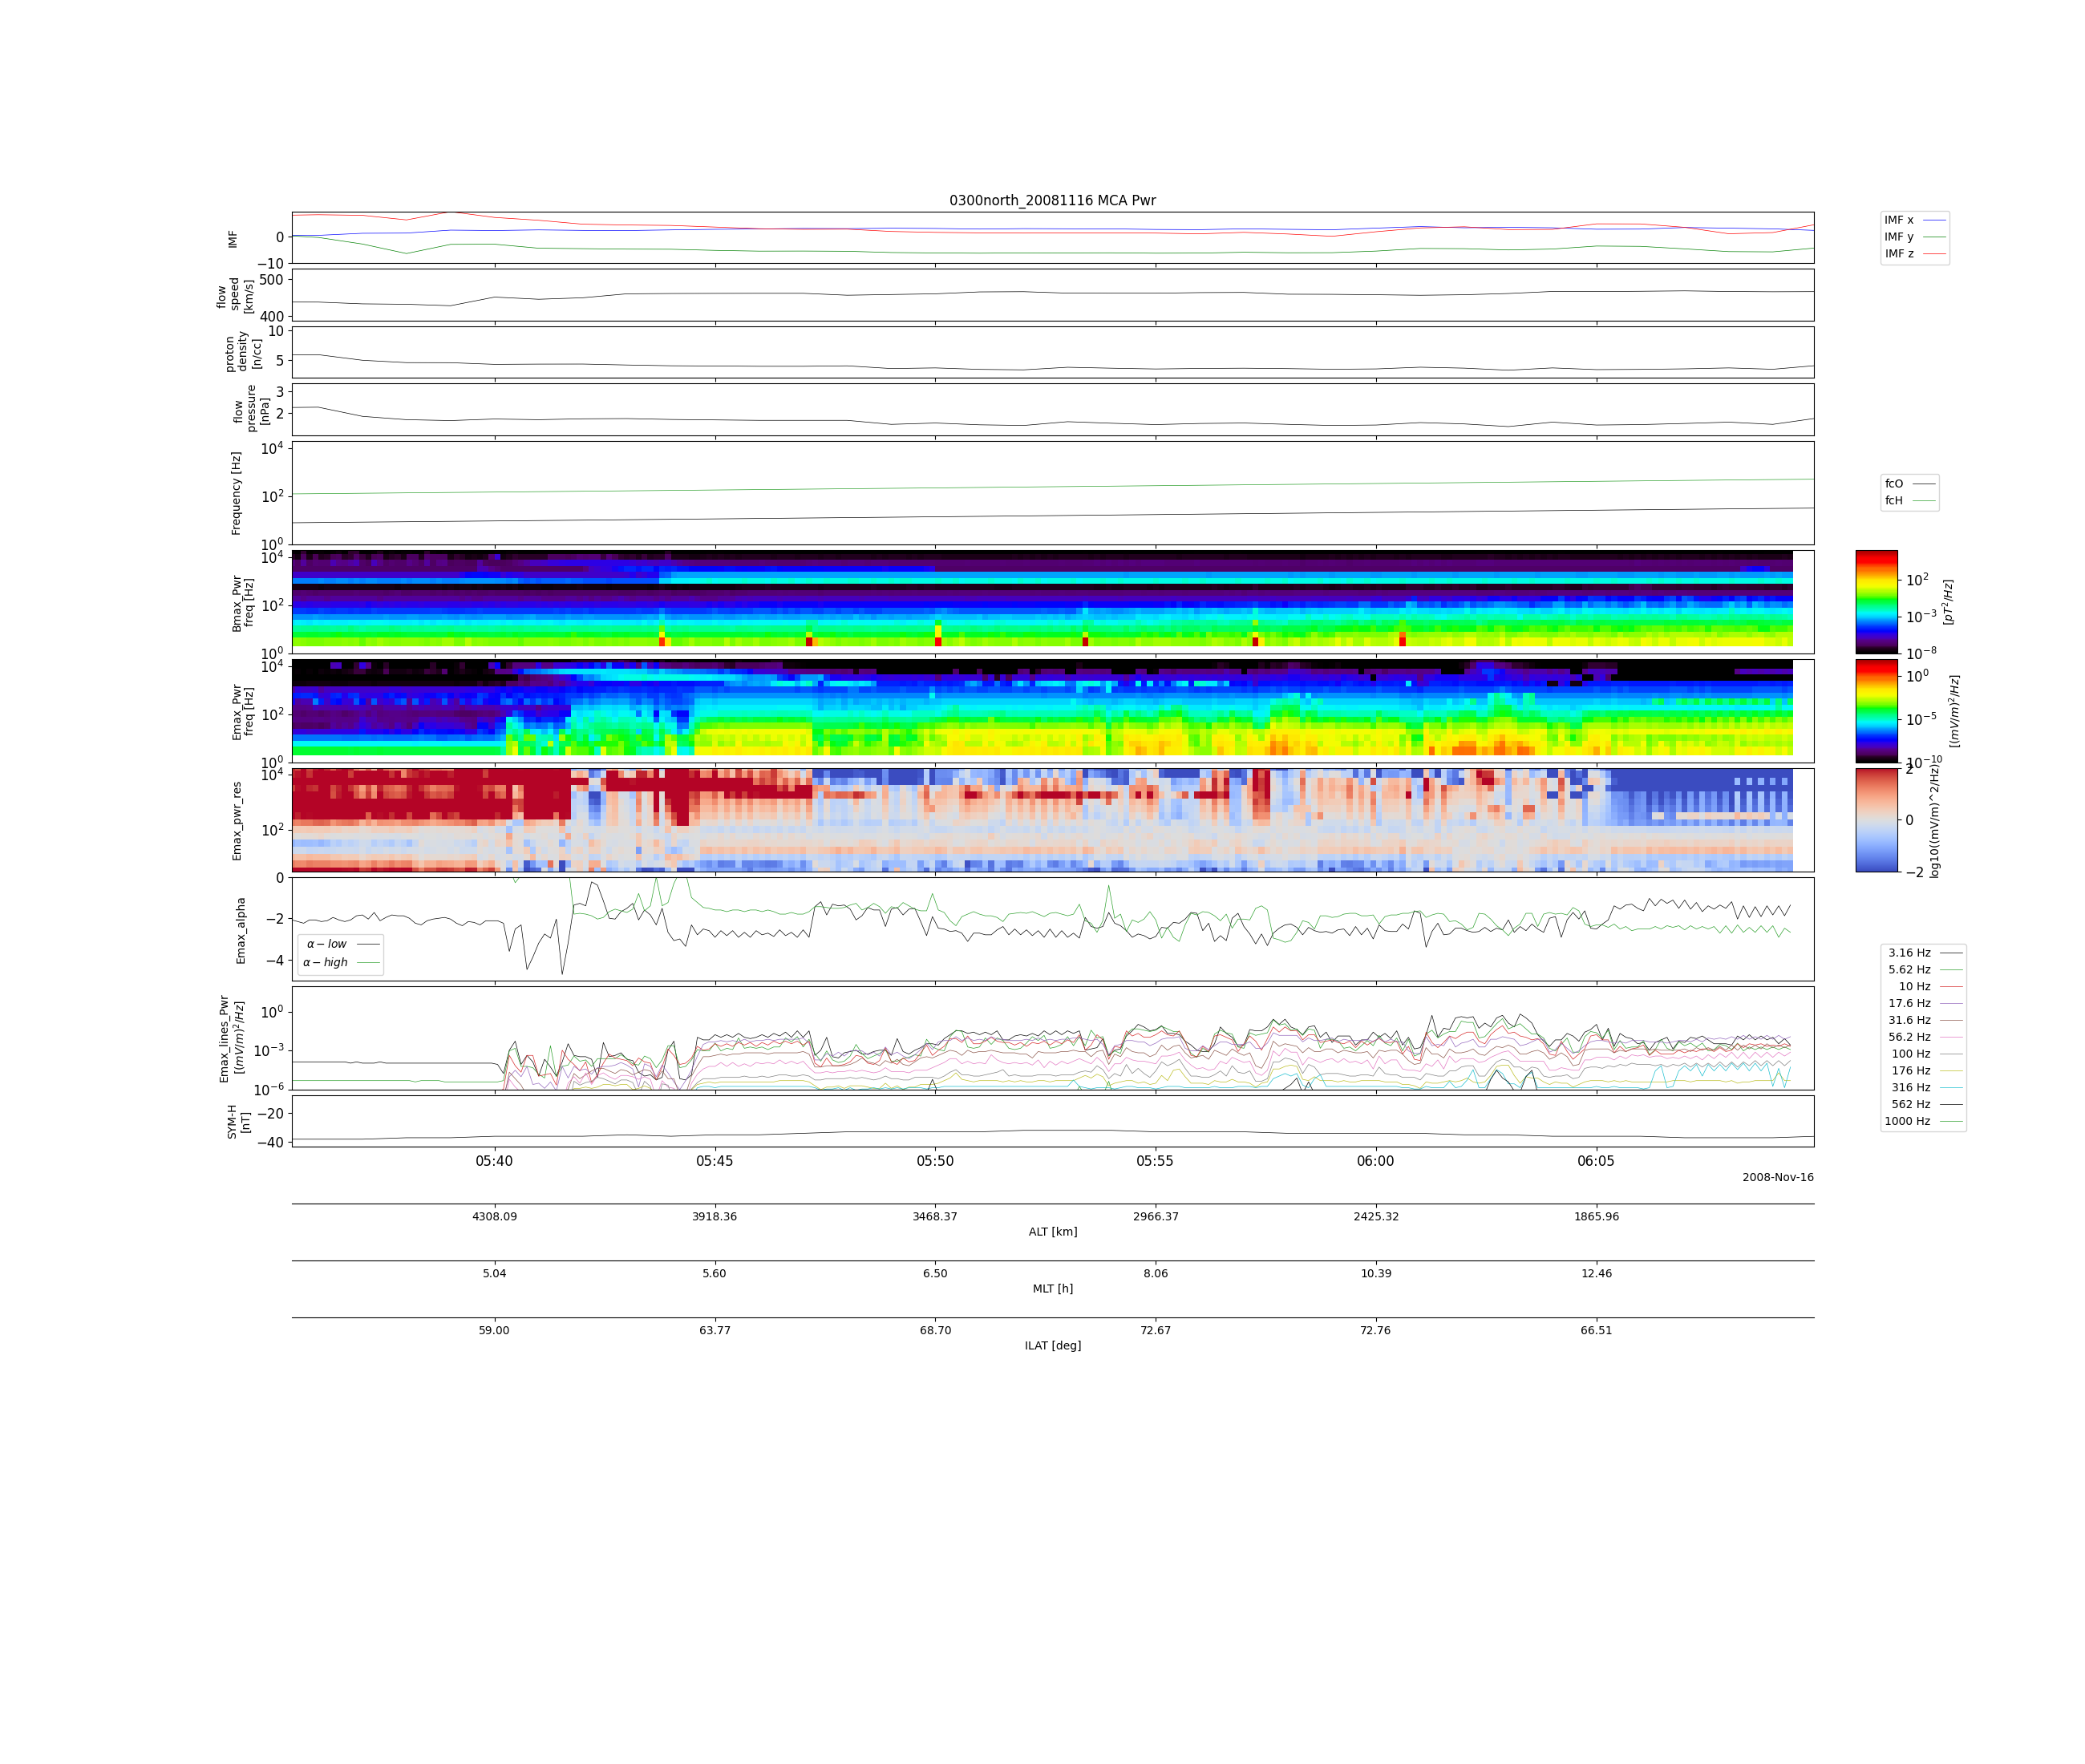 0300north_20081116 MCA Pwr
IMF
0
−10
IMF x
IMF y
IMF z
flow
speed
[km/s]
500
400
proton
density
[n/cc]
10
5
flow
pressure
[nPa]
3
2
Frequency [Hz]
10^4
10^2
10^0
fcO
fcH
Bmax_Pwr
freq [Hz]
10^4
10^2
10^0
10^2
10^-3
10^-8
[pT^2/Hz]
Emax_Pwr
freq [Hz]
10^4
10^2
10^0
10^0
10^-5
10^-10
[(mV/m)^2/Hz]
Emax_pwr_res
10^4
10^2
2
0
−2
log10((mV/m)^2/Hz)
Emax_alpha
0
−2
−4
α − low
α − high
Emax_lines_Pwr
[(mV/m)^2/Hz]
10^0
10^-3
10^-6
3.16 Hz
5.62 Hz
10 Hz
17.6 Hz
31.6 Hz
56.2 Hz
100 Hz
176 Hz
316 Hz
562 Hz
1000 Hz
SYM-H
[nT]
−20
−40
05:40 05:45 05:50 05:55 06:00 06:05
2008-Nov-16
4308.09 3918.36 3468.37 2966.37 2425.32 1865.96
ALT [km]
5.04 5.60 6.50 8.06 10.39 12.46
MLT [h]
59.00 63.77 68.70 72.67 72.76 66.51
ILAT [deg]